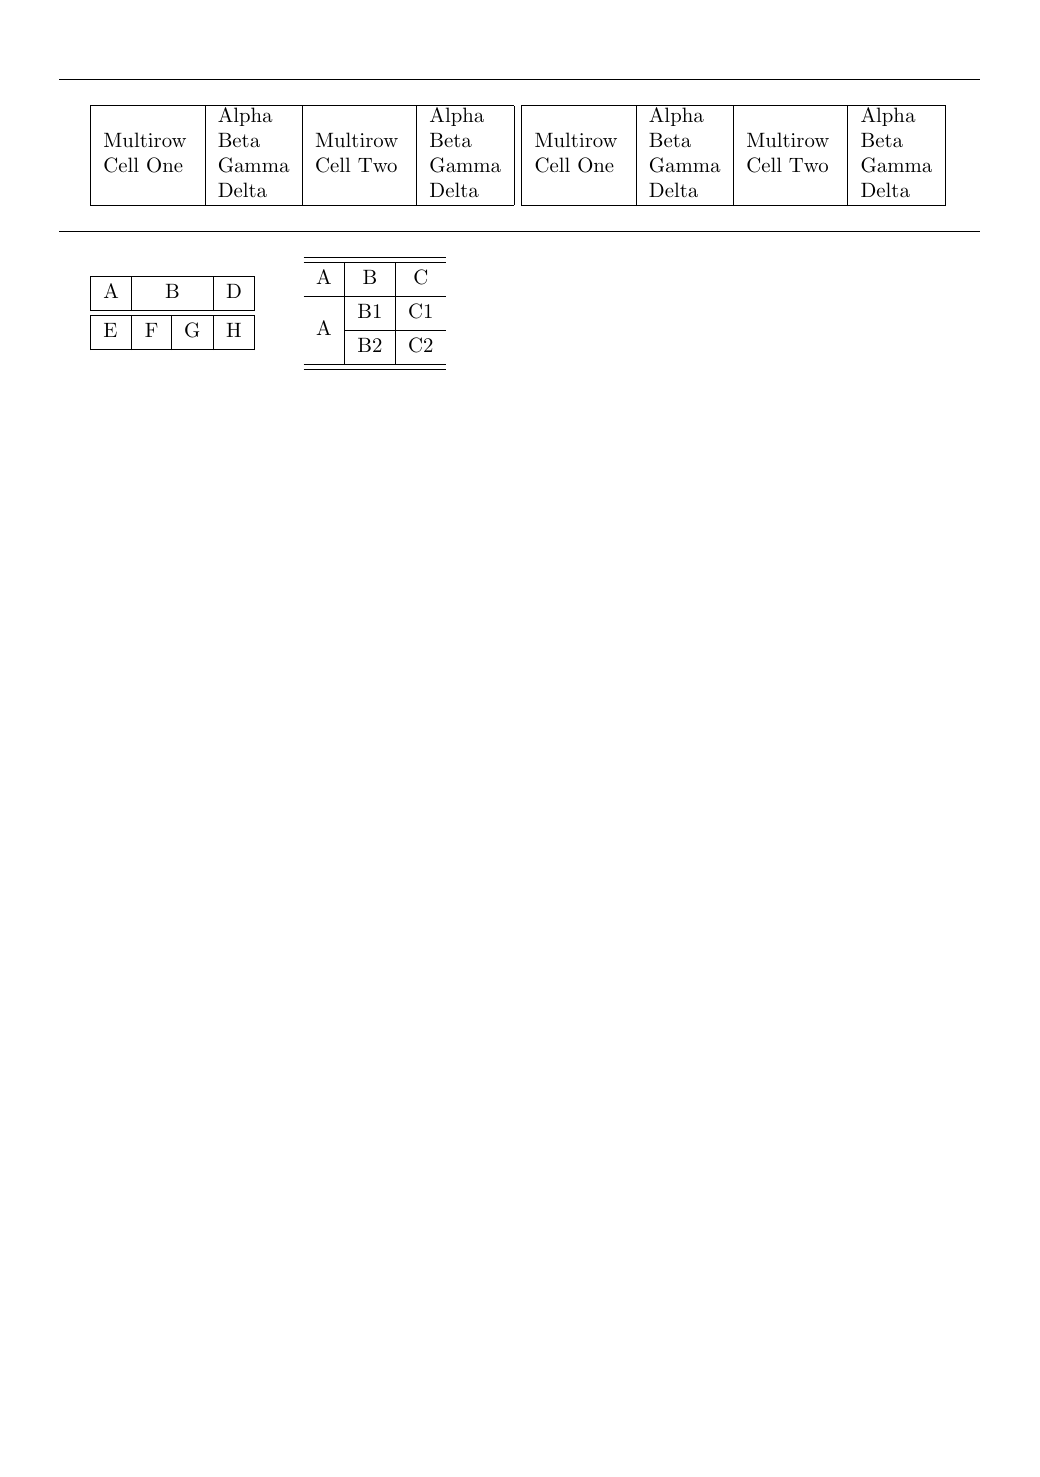 Alpha Alpha Alpha Alpha
Multirow Beta Multirow Beta Multirow Beta Multirow Beta
Cell One Gamma Cell Two Gamma Cell One Gamma Cell Two Gamma
Delta Delta Delta Delta
A B D
E F G H
A B C
A
B1 C1
B2 C2